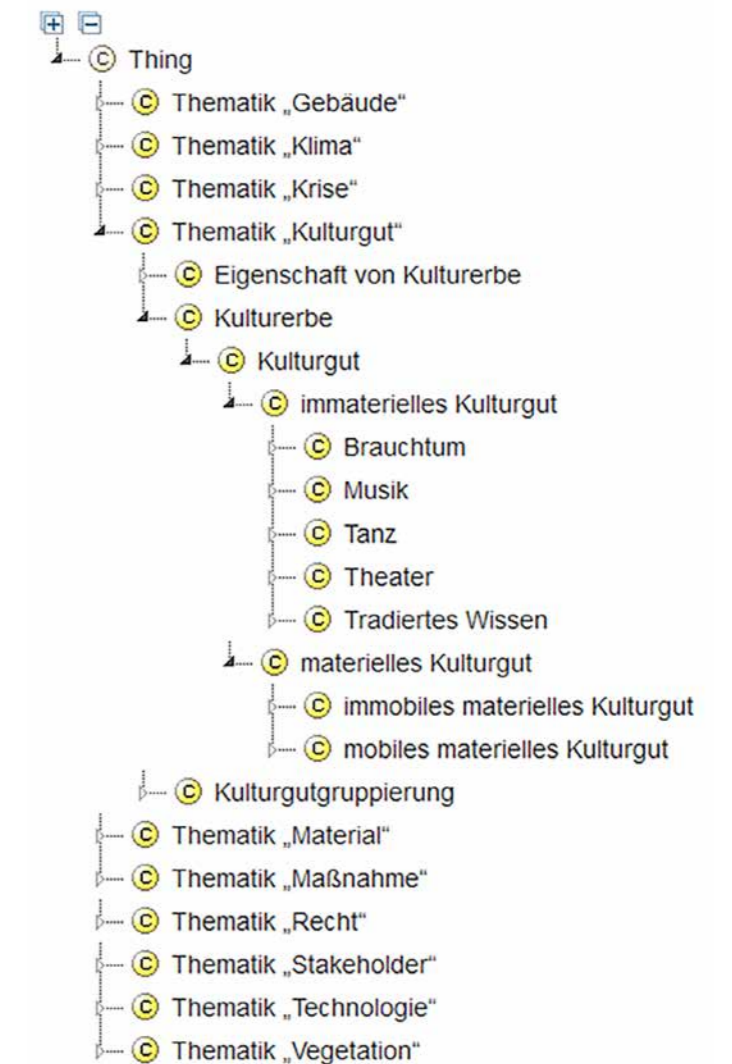 Thing
Thematik „Gebäude“
Thematik „Klima“
Thematik „Krise“
Thematik „Kulturgut“
Eigenschaft von Kulturerbe
Kulturerbe
Kulturgut
immaterielles Kulturgut
Brauchtum
Musik
Tanz
Theater
Tradiertes Wissen
materielles Kulturgut
immobiles materielles Kulturgut
mobiles materielles Kulturgut
Kulturgutgruppierung
Thematik „Material“
Thematik „Maßnahme“
Thematik „Recht“
Thematik „Stakeholder“
Thematik „Technologie“
Thematik „Vegetation“